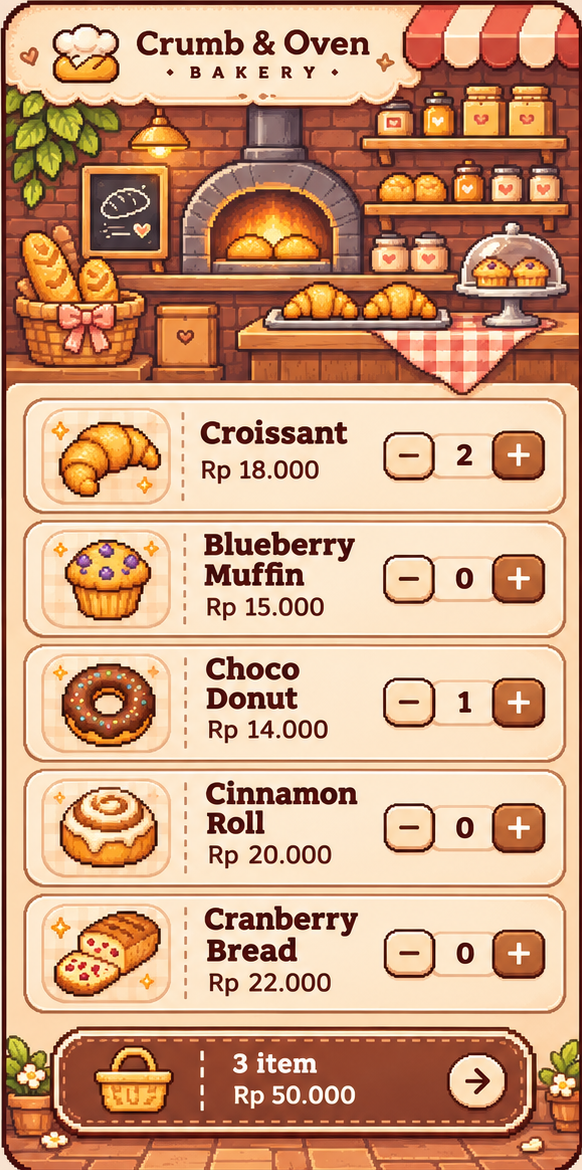 Crumb & Oven
• BAKERY •
Croissant
Rp 18.000
− 2 +
Blueberry
Muffin
Rp 15.000
− 0 +
Choco
Donut
Rp 14.000
− 1 +
Cinnamon
Roll
Rp 20.000
− 0 +
Cranberry
Bread
Rp 22.000
− 0 +
3 item
Rp 50.000
→